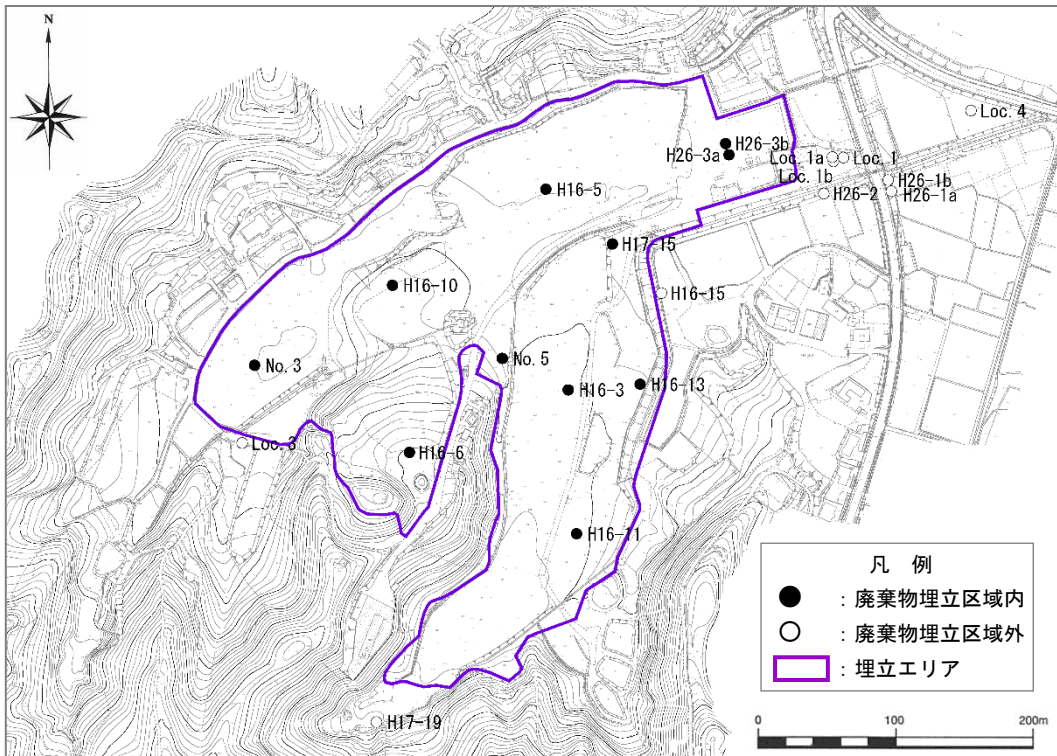 N
Loc. 4
H26-3b
H26-3a
Loc. 1a
Loc. 1
Loc. 1b
H26-1b
H26-2
H26-1a
H16-5
H17-15
H16-10
H16-15
No. 3
No. 5
H16-3
H16-13
Loc. 3
H16-6
H16-11
H17-19
凡 例
: 廃棄物埋立区域内
: 廃棄物埋立区域外
: 埋立エリア
0 100 200m